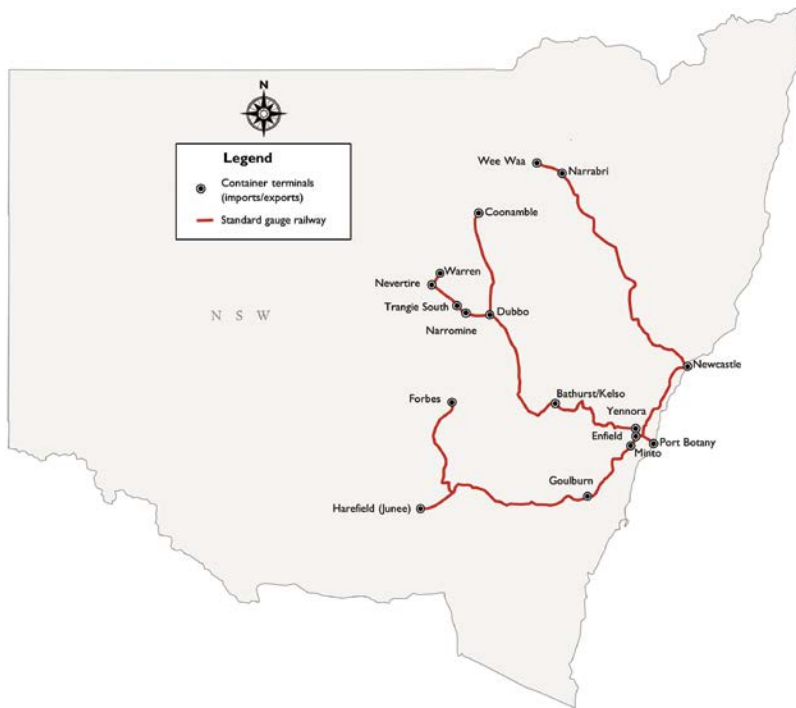 N
Legend
Container terminals
(imports/exports)
Standard gauge railway
Wee Waa
Narrabri
Coonamble
Warren
Nevertire
Trangie South
Dubbo
N S W
Narromine
Newcastle
Bathurst/Kelso
Forbes
Yennora
Enfield
Port Botany
Minto
Goulburn
Harefield (Junee)